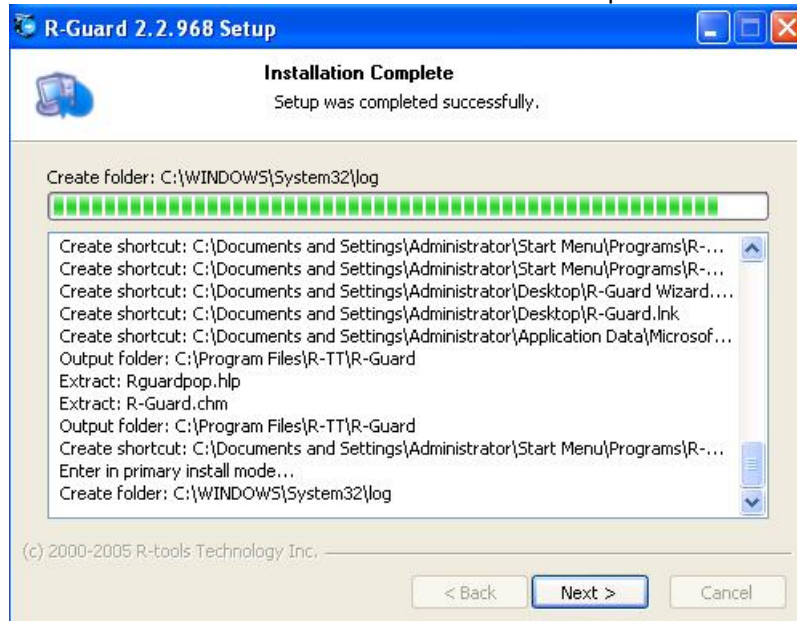 R-Guard 2.2.968 Setup
Installation Complete
Setup was completed successfully.
Create folder: C:\WINDOWS\System32\log
Create shortcut: C:\Documents and Settings\Administrator\Start Menu\Programs\R-...
Create shortcut: C:\Documents and Settings\Administrator\Start Menu\Programs\R-...
Create shortcut: C:\Documents and Settings\Administrator\Desktop\R-Guard Wizard....
Create shortcut: C:\Documents and Settings\Administrator\Desktop\R-Guard.lnk
Create shortcut: C:\Documents and Settings\Administrator\Application Data\Microsof...
Output folder: C:\Program Files\R-TT\R-Guard
Extract: Rguardpop.hlp
Extract: R-Guard.chm
Output folder: C:\Program Files\R-TT\R-Guard
Create shortcut: C:\Documents and Settings\Administrator\Start Menu\Programs\R-...
Enter in primary install mode...
Create folder: C:\WINDOWS\System32\log
(c) 2000-2005 R-tools Technology Inc.
< Back Next > Cancel